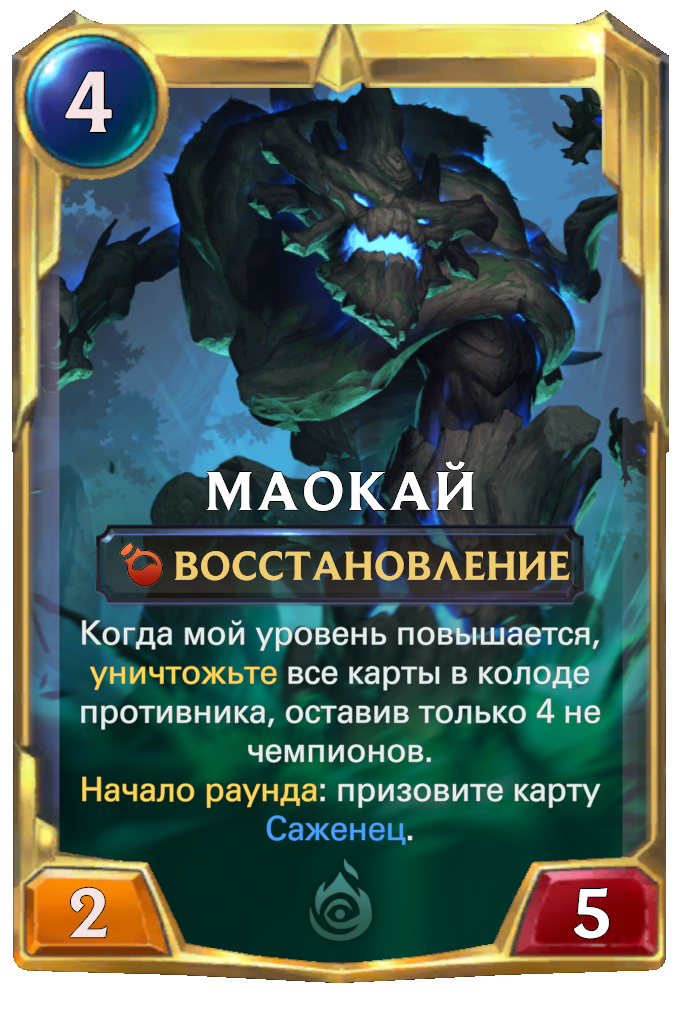 4
МАОКАЙ
ВОССТАНОВЛЕНИЕ
Когда мой уровень повышается,
уничтожьте все карты в колоде
противника, оставив только 4 не
чемпионов.
Начало раунда: призовите карту
Саженец.
2
5